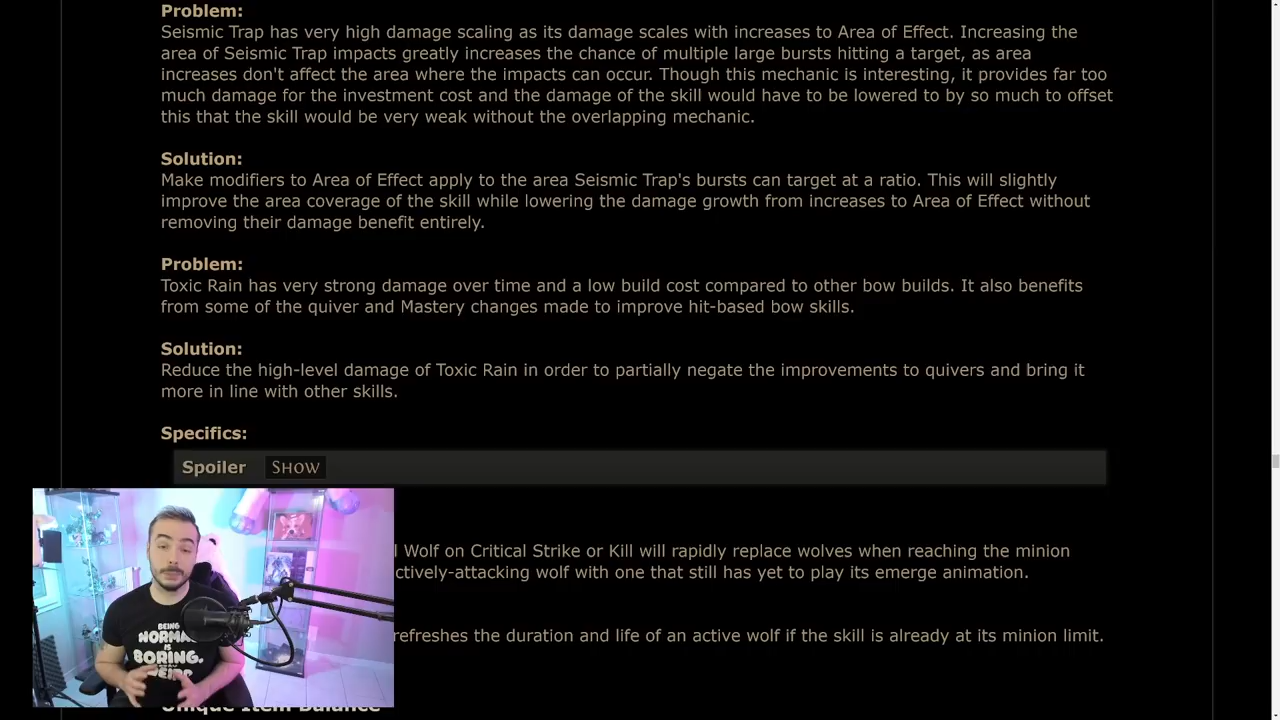 Problem:
Seismic Trap has very high damage scaling as its damage scales with increases to Area of Effect. Increasing the
area of Seismic Trap impacts greatly increases the chance of multiple large bursts hitting a target, as area
increases don't affect the area where the impacts can occur. Though this mechanic is interesting, it provides far too
much damage for the investment cost and the damage of the skill would have to be lowered to by so much to offset
this that the skill would be very weak without the overlapping mechanic.
Solution:
Make modifiers to Area of Effect apply to the area Seismic Trap's bursts can target at a ratio. This will slightly
improve the area coverage of the skill while lowering the damage growth from increases to Area of Effect without
removing their damage benefit entirely.
Problem:
Toxic Rain has very strong damage over time and a low build cost compared to other bow builds. It also benefits
from some of the quiver and Mastery changes made to improve hit-based bow skills.
Solution:
Reduce the high-level damage of Toxic Rain in order to partially negate the improvements to quivers and bring it
more in line with other skills.
Specifics:
Spoiler SHOW
Wolf on Critical Strike or Kill will rapidly replace wolves when reaching the minion
ctively-attacking wolf with one that still has yet to play its emerge animation.
refreshes the duration and life of an active wolf if the skill is already at its minion limit.
Unique Item Balance
BEING
NORMAL
IS
BORING.